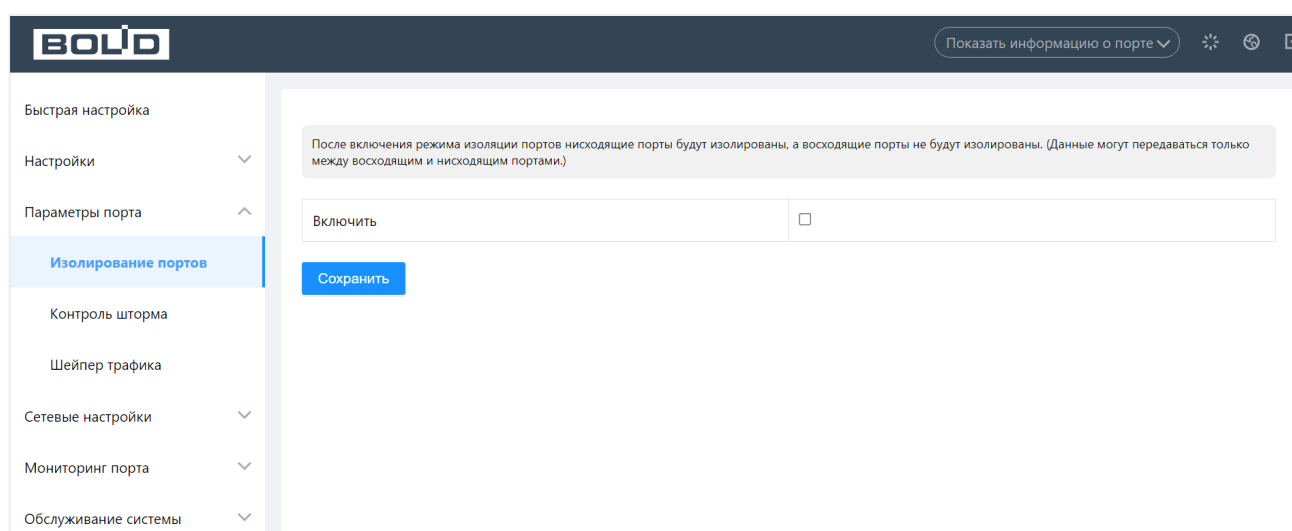 BOLID
Показать информацию о порте
Быстрая настройка
Настройки
Параметры порта
Изолирование портов
Контроль шторма
Шейпер трафика
Сетевые настройки
Мониторинг порта
Обслуживание системы
После включения режима изоляции портов нисходящие порты будут изолированы, а восходящие порты не будут изолированы. (Данные могут передаваться только
между восходящим и нисходящим портами.)
Включить
Сохранить